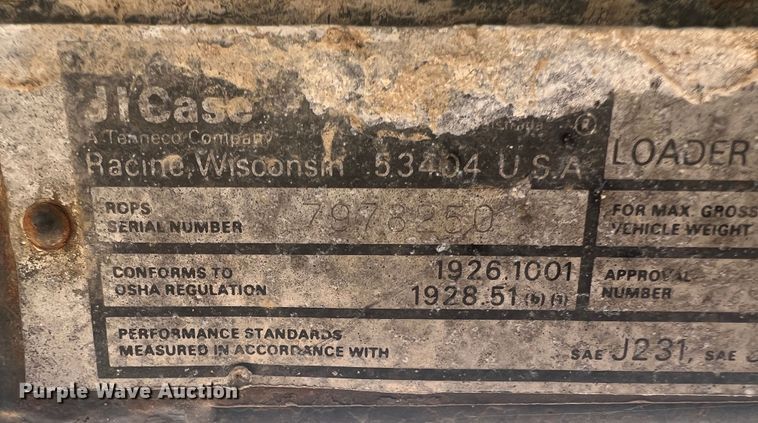 JI Case
A Tenneco Company
Racine, Wisconsin 53404 U.S.A.
®
LOADER
ROPS
SERIAL NUMBER 7978250
FOR MAX. GROSS
VEHICLE WEIGHT
CONFORMS TO
OSHA REGULATION
1926.1001
1928.51 (b) (1)
APPROVAL
NUMBER
PERFORMANCE STANDARDS
MEASURED IN ACCORDANCE WITH
SAE J231, SAE
Purple Wave Auction